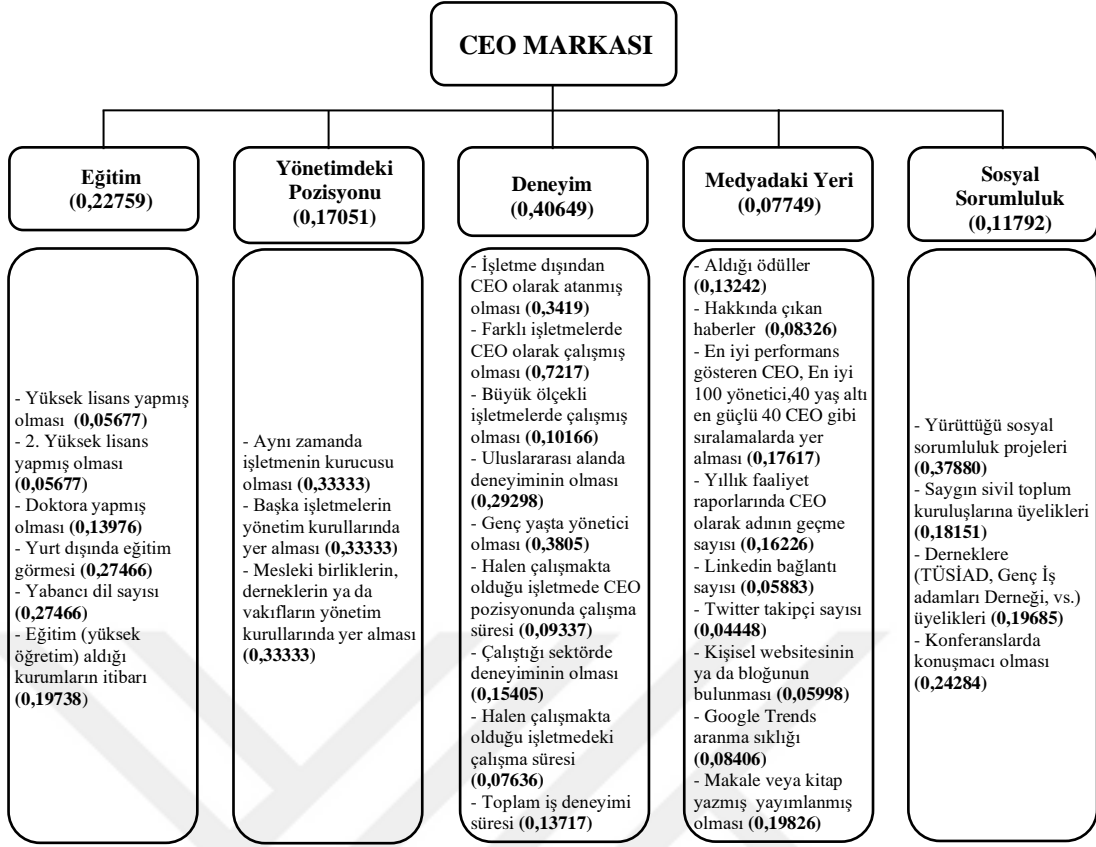 CEO MARKASI
Eğitim
(0,22759)
Yönetimdeki
Pozisyonu
(0,17051)
Deneyim
(0,40649)
Medyadaki Yeri
(0,07749)
Sosyal
Sorumluluk
(0,11792)
- Yüksek lisans yapmış
olması (0,05677)
- 2. Yüksek lisans
yapmış olması
(0,05677)
- Doktora yapmış
olması (0,13976)
- Yurt dışında eğitim
görmesi (0,27466)
- Yabancı dil sayısı
(0,27466)
- Eğitim (yüksek
öğretim) aldığı
kurumların itibarı
(0,19738)
- Aynı zamanda
işletmenin kurucusu
olması (0,33333)
- Başka işletmelerin
yönetim kurullarında
yer alması (0,33333)
- Mesleki birliklerin,
derneklerin ya da
vakıfların yönetim
kurullarında yer alması
(0,33333)
- İşletme dışından
CEO olarak atanmış
olması (0,3419)
- Farklı işletmelerde
CEO olarak çalışmış
olması (0,7217)
- Büyük ölçekli
işletmelerde çalışmış
olması (0,10166)
- Uluslararası alanda
deneyiminin olması
(0,29298)
- Genç yaşta yönetici
olması (0,3805)
- Halen çalışmakta
olduğu işletmede CEO
pozisyonunda çalışma
süresi (0,09337)
- Çalıştığı sektörde
deneyiminin olması
(0,15405)
- Halen çalışmakta
olduğu işletmedeki
çalışma süresi
(0,07636)
- Toplam iş deneyimi
süresi (0,13717)
- Aldığı ödüller
(0,13242)
- Hakkında çıkan
haberler (0,08326)
- En iyi performans
gösteren CEO, En iyi
100 yönetici,40 yaş altı
en güçlü 40 CEO gibi
sıralamalarda yer
alması (0,17617)
- Yıllık faaliyet
raporlarında CEO
olarak adının geçme
sayısı (0,16226)
- Linkedin bağlantı
sayısı (0,05883)
- Twitter takipçi sayısı
(0,04448)
- Kişisel websitesinin
ya da bloğunun
bulunması (0,05998)
- Google Trends
aranma sıklığı
(0,08406)
- Makale veya kitap
yazmış yayımlanmış
olması (0,19826)
- Yürüttüğü sosyal
sorumluluk projeleri
(0,37880)
- Saygın sivil toplum
kuruluşlarına üyelikleri
(0,18151)
- Derneklere
(TÜSİAD, Genç İş
adamları Derneği, vs.)
üyelikleri (0,19685)
- Konferanslarda
konuşmacı olması
(0,24284)